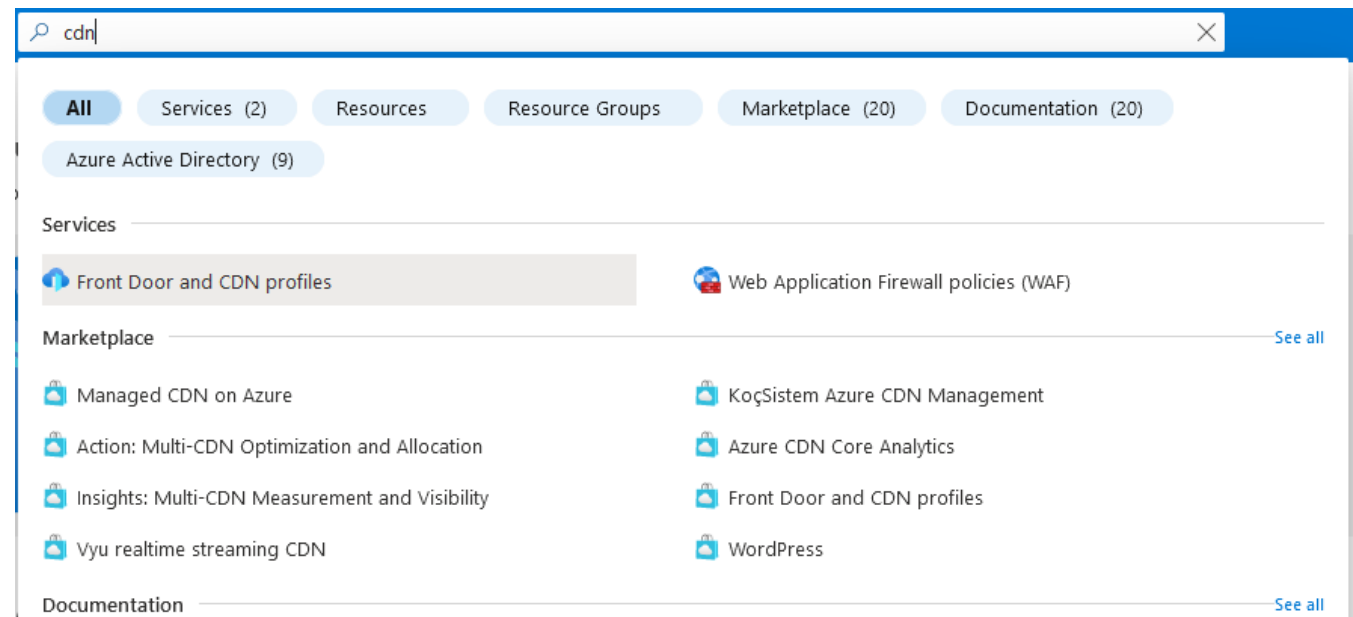 cdn
All Services (2) Resources Resource Groups Marketplace (20) Documentation (20)
Azure Active Directory (9)
Services
Front Door and CDN profiles Web Application Firewall policies (WAF)
Marketplace See all
Managed CDN on Azure KoçSistem Azure CDN Management
Action: Multi-CDN Optimization and Allocation Azure CDN Core Analytics
Insights: Multi-CDN Measurement and Visibility Front Door and CDN profiles
Vyu realtime streaming CDN WordPress
Documentation See all